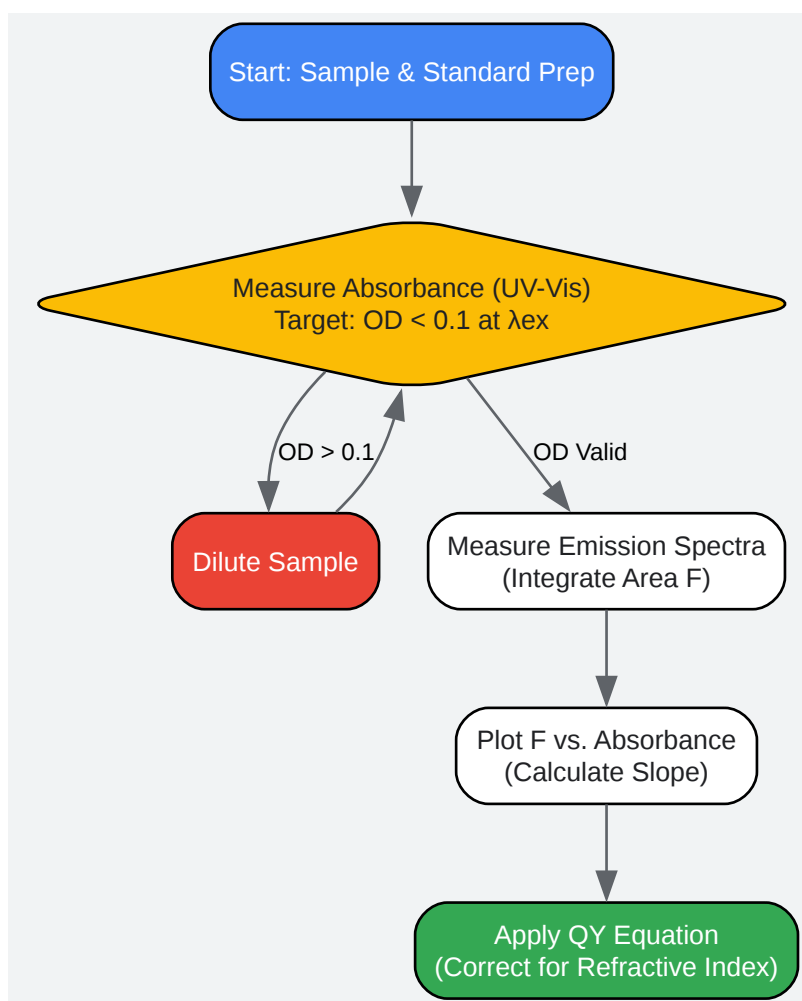 Start: Sample & Standard Prep
Measure Absorbance (UV-Vis)
Target: OD < 0.1 at λex
OD > 0.1
OD Valid
Dilute Sample
Measure Emission Spectra
(Integrate Area F)
Plot F vs. Absorbance
(Calculate Slope)
Apply QY Equation
(Correct for Refractive Index)